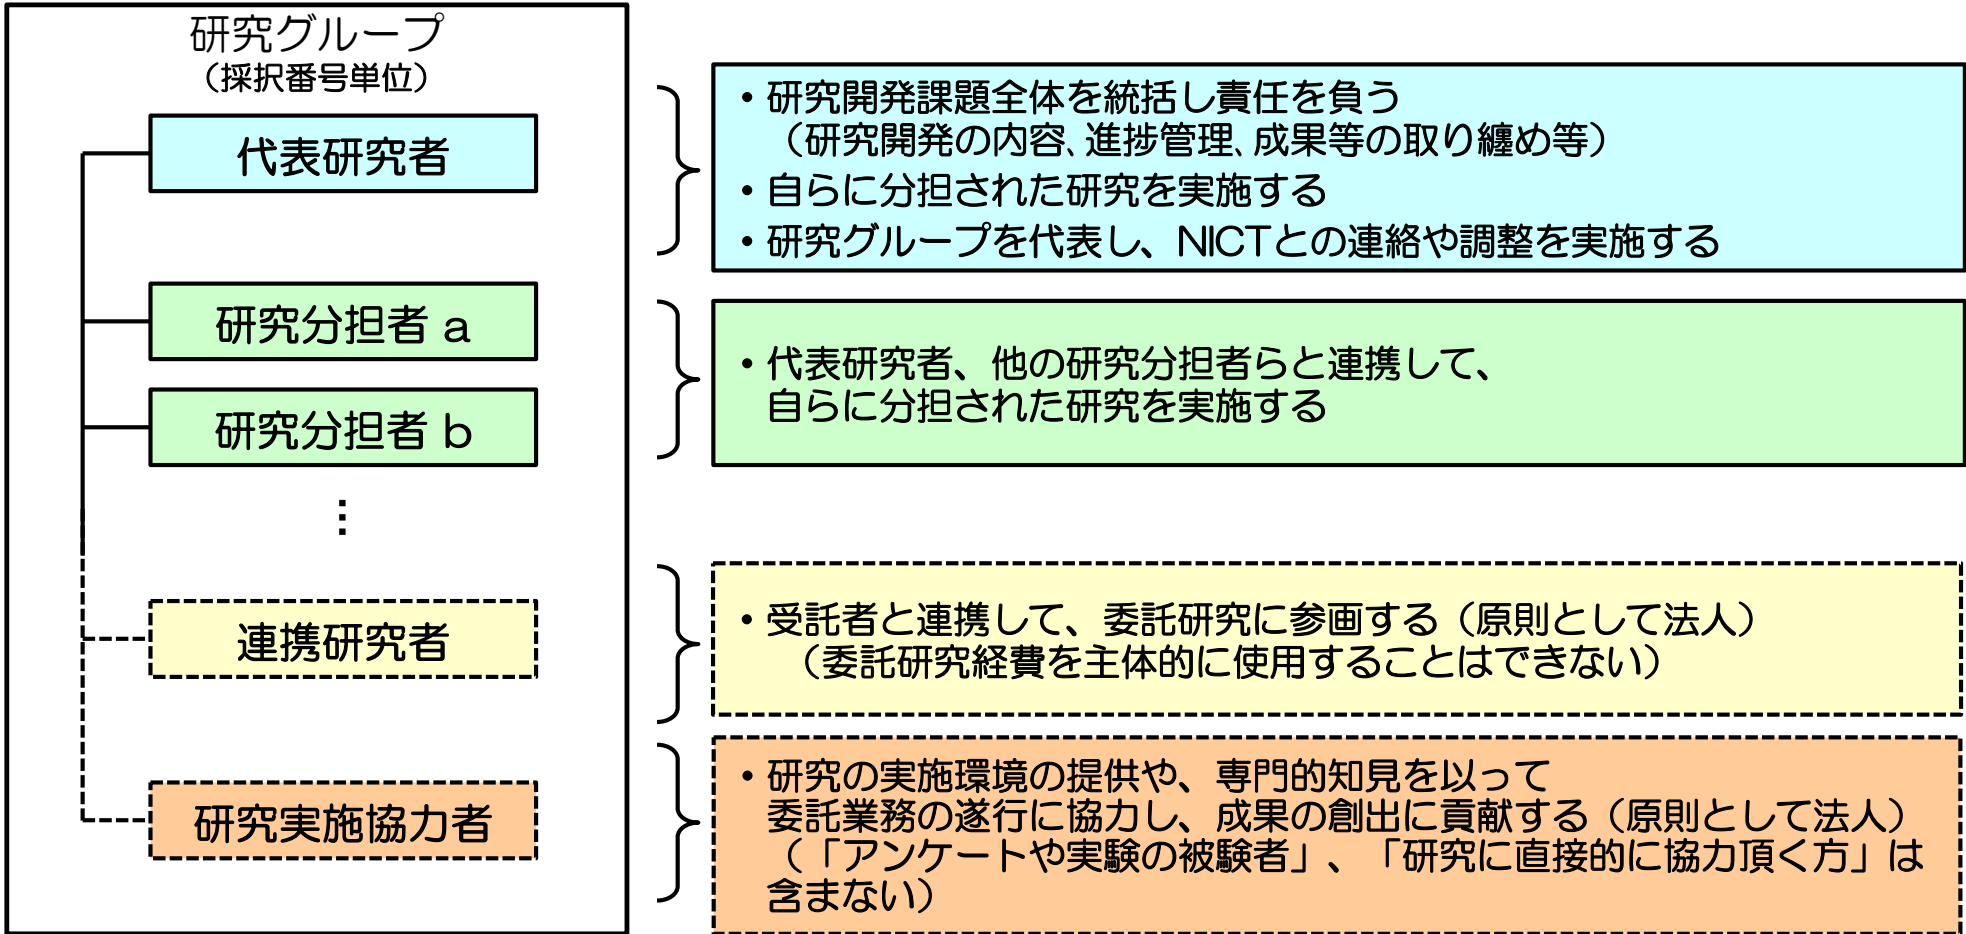 研究グループ
（採択番号単位）
代表研究者
・研究開発課題全体を統括し責任を負う
（研究開発の内容、進捗管理、成果等の取り纏め等）
・自らに分担された研究を実施する
・研究グループを代表し、NICTとの連絡や調整を実施する
研究分担者 a
研究分担者 b
・代表研究者、他の研究分担者らと連携して、
自らに分担された研究を実施する
⋮
連携研究者
・受託者と連携して、委託研究に参画する（原則として法人）
（委託研究経費を主体的に使用することはできない）
研究実施協力者
・研究の実施環境の提供や、専門的知見を以って
委託業務の遂行に協力し、成果の創出に貢献する（原則として法人）
（「アンケートや実験の被験者」、「研究に直接的に協力頂く方」は
含まない）